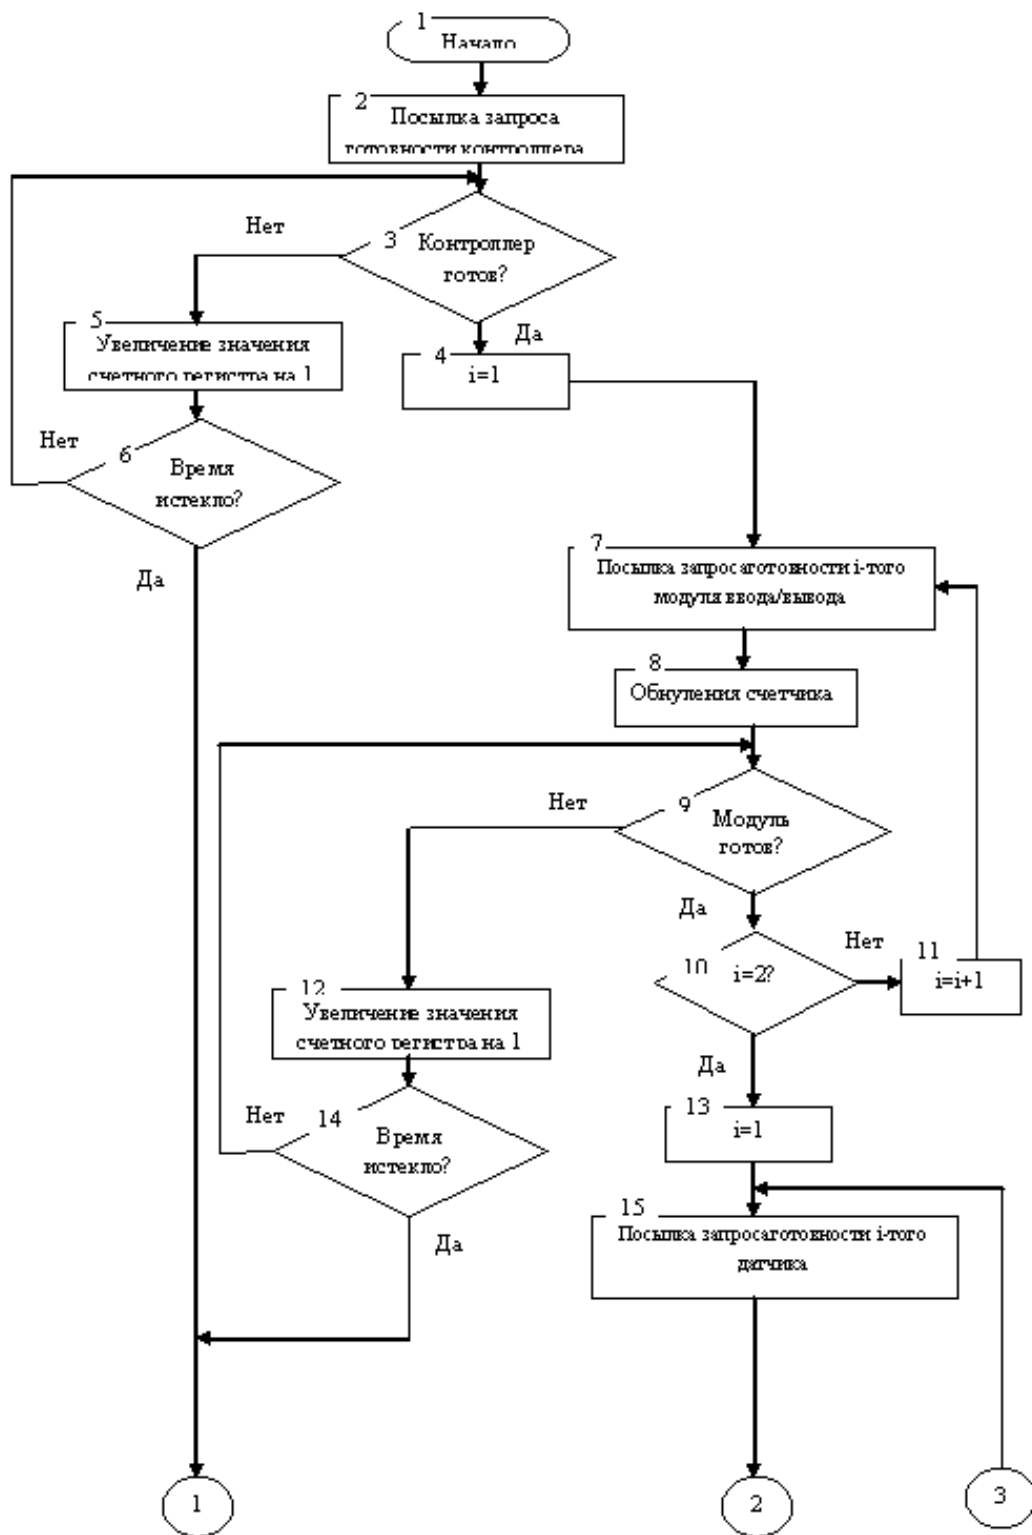 1
Начало
2
Посылка запроса
готовности контроллера
Нет
3
Контроллер
готов?
5
Увеличение значения
счетного регистра на 1
Да
4
i=1
Нет
6
Время
истекло?
Да
7
Посылка запросаготовности i-того
модуля ввода/вывода
8
Обнуления счетчика
Нет
9
Модуль
готов?
Да
10
i=2?
Нет
11
i=i+1
12
Увеличение значения
счетного регистра на 1
Да
13
i=1
Нет
14
Время
истекло?
Да
15
Посылка запросаготовности i-того
датчика
1
2
3